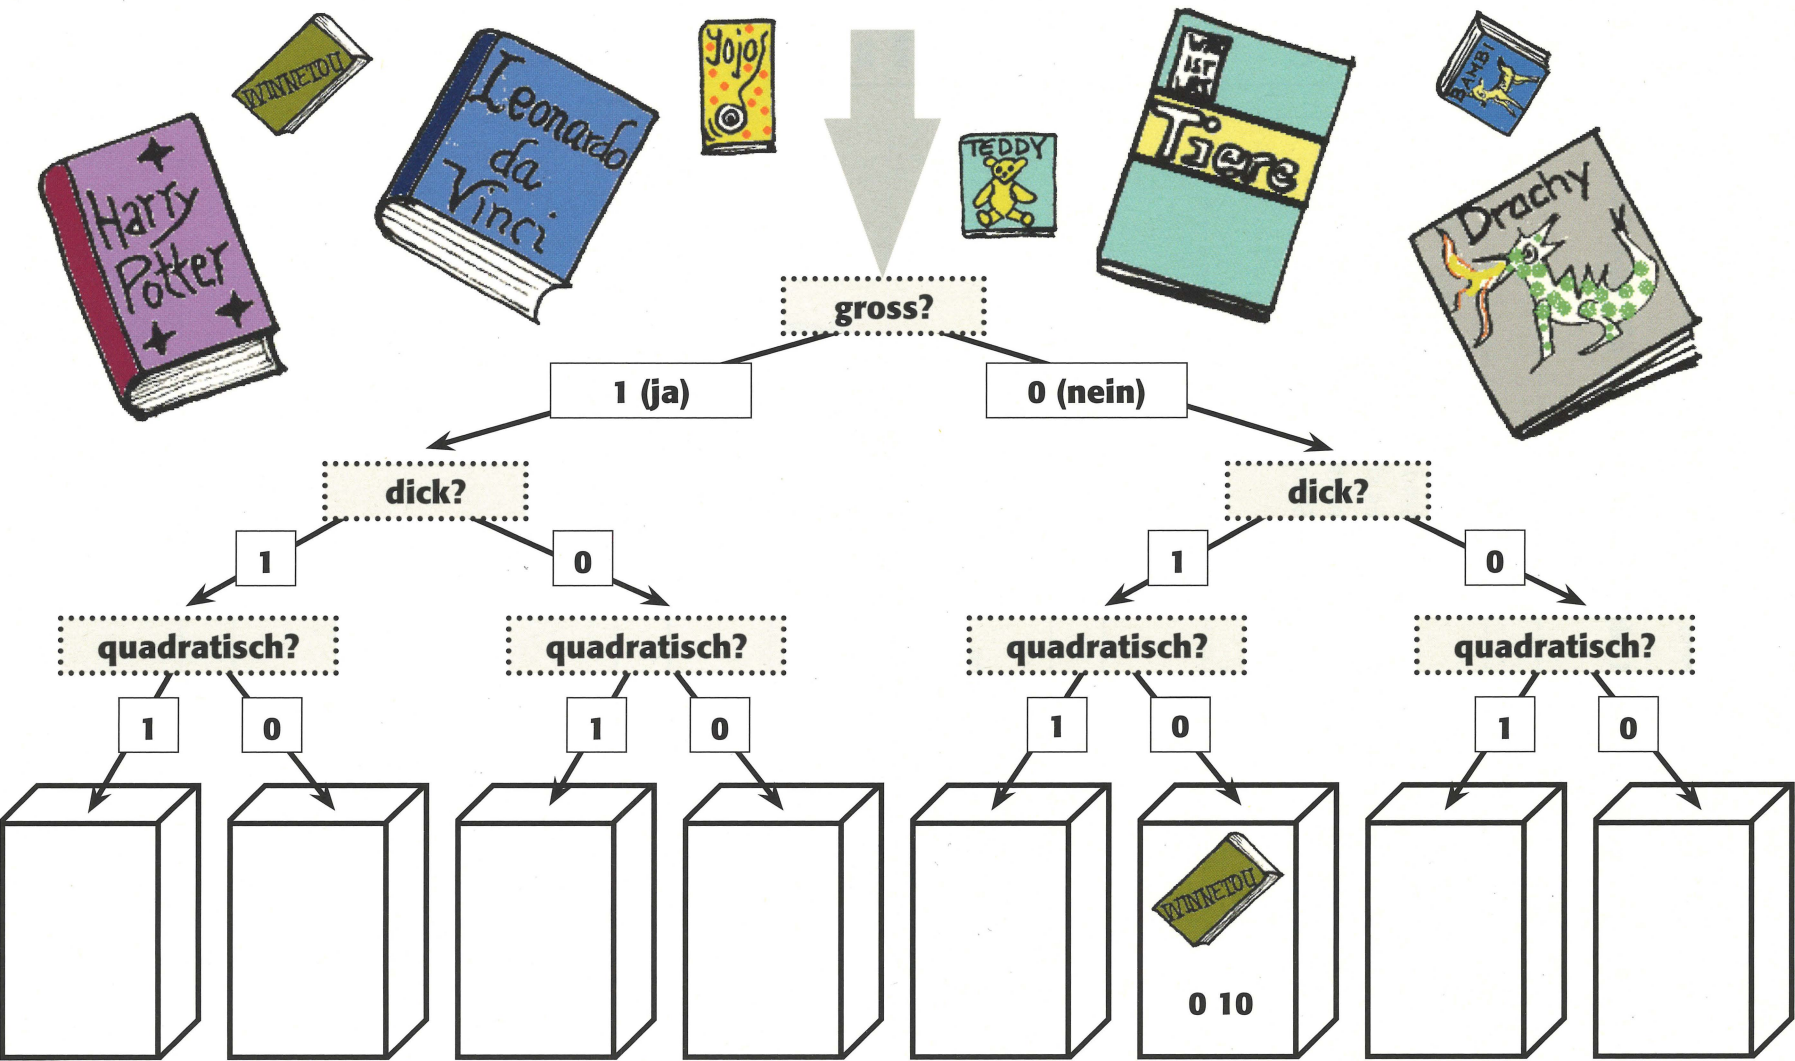 WINNETOU
Harry
Potter
Leonardo
da
Vinci
Yojos
TEDDY
WAS
IST
WAS
Tiere
BAMBI
Drachy
gross?
1 (ja)
0 (nein)
dick?
dick?
1
0
1
0
quadratisch?
quadratisch?
quadratisch?
quadratisch?
1
0
1
0
1
0
1
0
WINNETOU
0 10